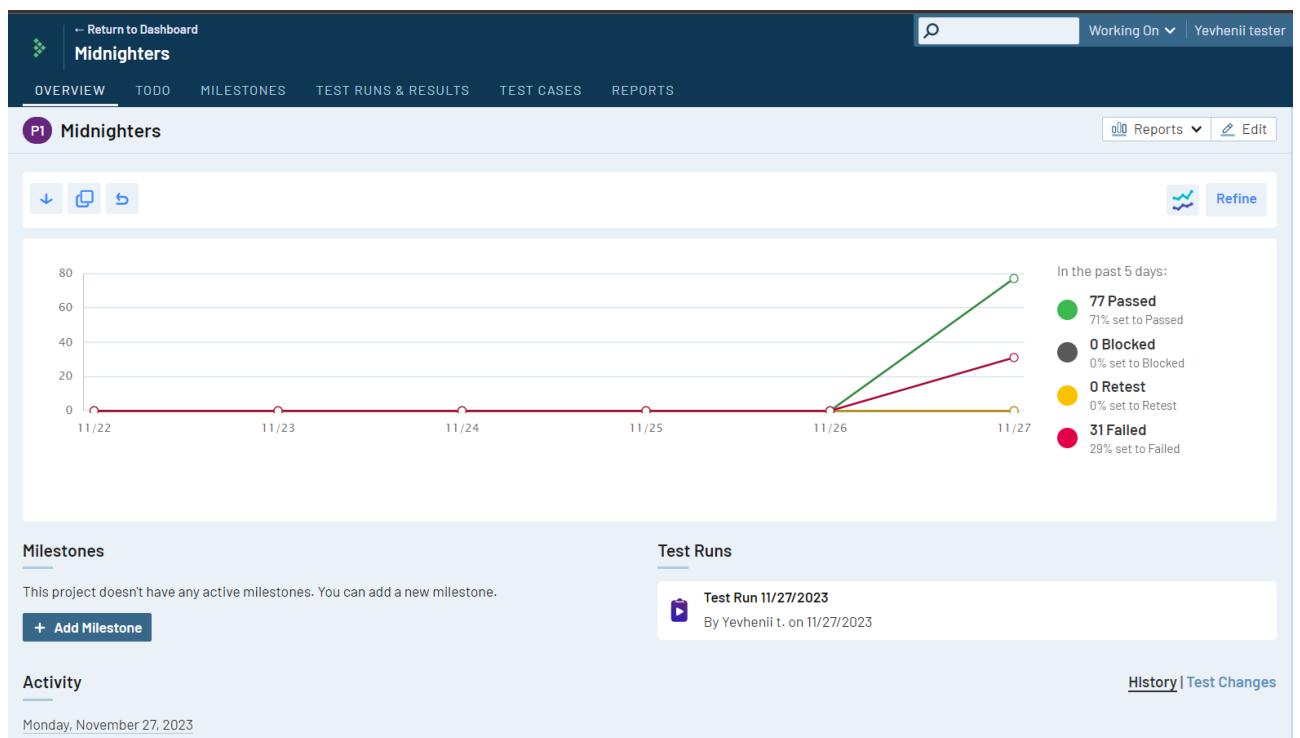 ← Return to Dashboard
Midnighters
Working On
Yevhenii tester
OVERVIEW TODO MILESTONES TEST RUNS & RESULTS TEST CASES REPORTS
P1 Midnighters
Reports
Edit
Refine
80
60
40
20
0
11/22 11/23 11/24 11/25 11/26 11/27
In the past 5 days:
77 Passed
71% set to Passed
0 Blocked
0% set to Blocked
0 Retest
0% set to Retest
31 Failed
29% set to Failed
Milestones
This project doesn't have any active milestones. You can add a new milestone.
+ Add Milestone
Test Runs
Test Run 11/27/2023
By Yevhenii t. on 11/27/2023
Activity
History | Test Changes
Monday, November 27, 2023